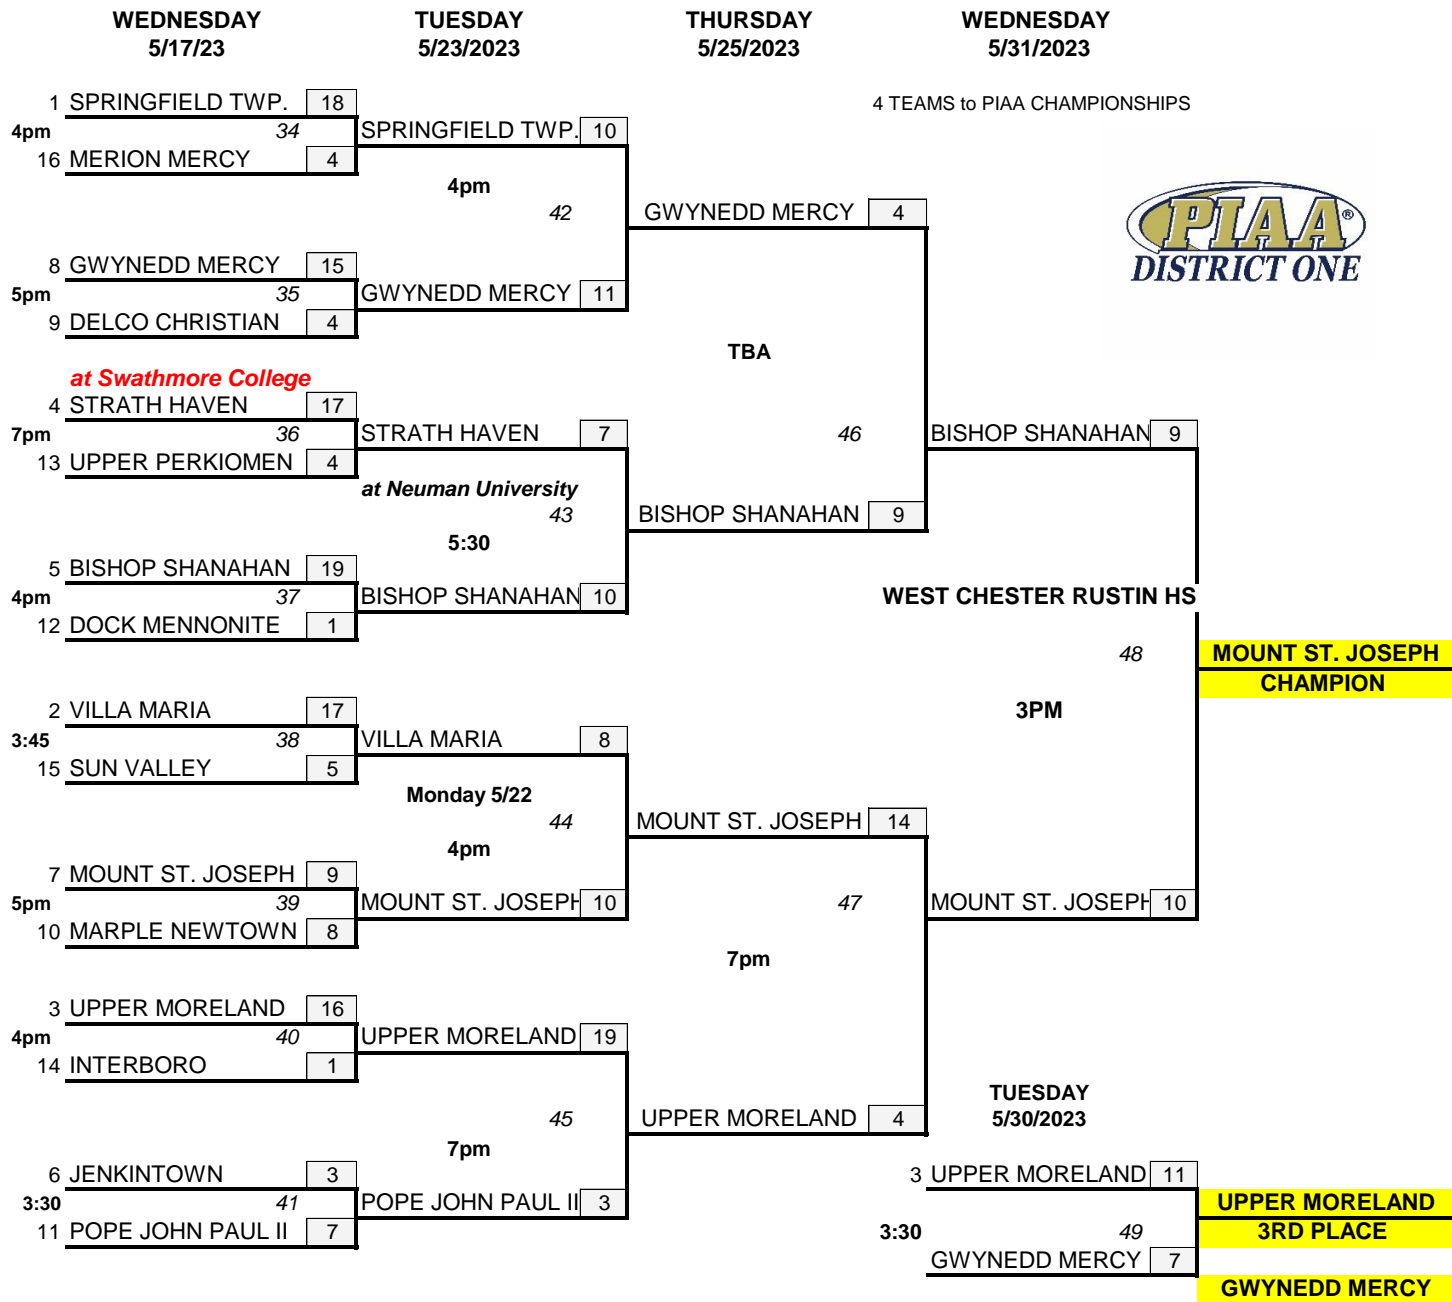 WEDNESDAY TUESDAY THURSDAY WEDNESDAY
5/17/23 5/23/2023 5/25/2023 5/31/2023
1 SPRINGFIELD TWP. 18 4 TEAMS to PIAA CHAMPIONSHIPS
4pm 34 SPRINGFIELD TWP. 10
16 MERION MERCY 4
4pm
42 GWYNEDD MERCY 4
PIAA®
DISTRICT ONE
8 GWYNEDD MERCY 15
5pm 35 GWYNEDD MERCY 11
9 DELCO CHRISTIAN 4
TBA
at Swathmore College
4 STRATH HAVEN 17
7pm 36 STRATH HAVEN 7 46 BISHOP SHANAHAN 9
13 UPPER PERKIOMEN 4
at Neuman University
43 BISHOP SHANAHAN 9
5:30
5 BISHOP SHANAHAN 19
4pm 37 BISHOP SHANAHAN 10 WEST CHESTER RUSTIN HS
12 DOCK MENNONITE 1
48 MOUNT ST. JOSEPH
CHAMPION
2 VILLA MARIA 17 3PM
3:45 38 VILLA MARIA 8
15 SUN VALLEY 5
Monday 5/22
44 MOUNT ST. JOSEPH 14
4pm
7 MOUNT ST. JOSEPH 9
5pm 39 MOUNT ST. JOSEPH 10 47 MOUNT ST. JOSEPH 10
10 MARPLE NEWTOWN 8
7pm
3 UPPER MORELAND 16
4pm 40 UPPER MORELAND 19
14 INTERBORO 1
TUESDAY
45 UPPER MORELAND 4 5/30/2023
7pm
6 JENKINTOWN 3 3 UPPER MORELAND 11
3:30 41 POPE JOHN PAUL II 3 UPPER MORELAND
11 POPE JOHN PAUL II 7 3:30 49 3RD PLACE
GWYNEDD MERCY 7
GWYNEDD MERCY